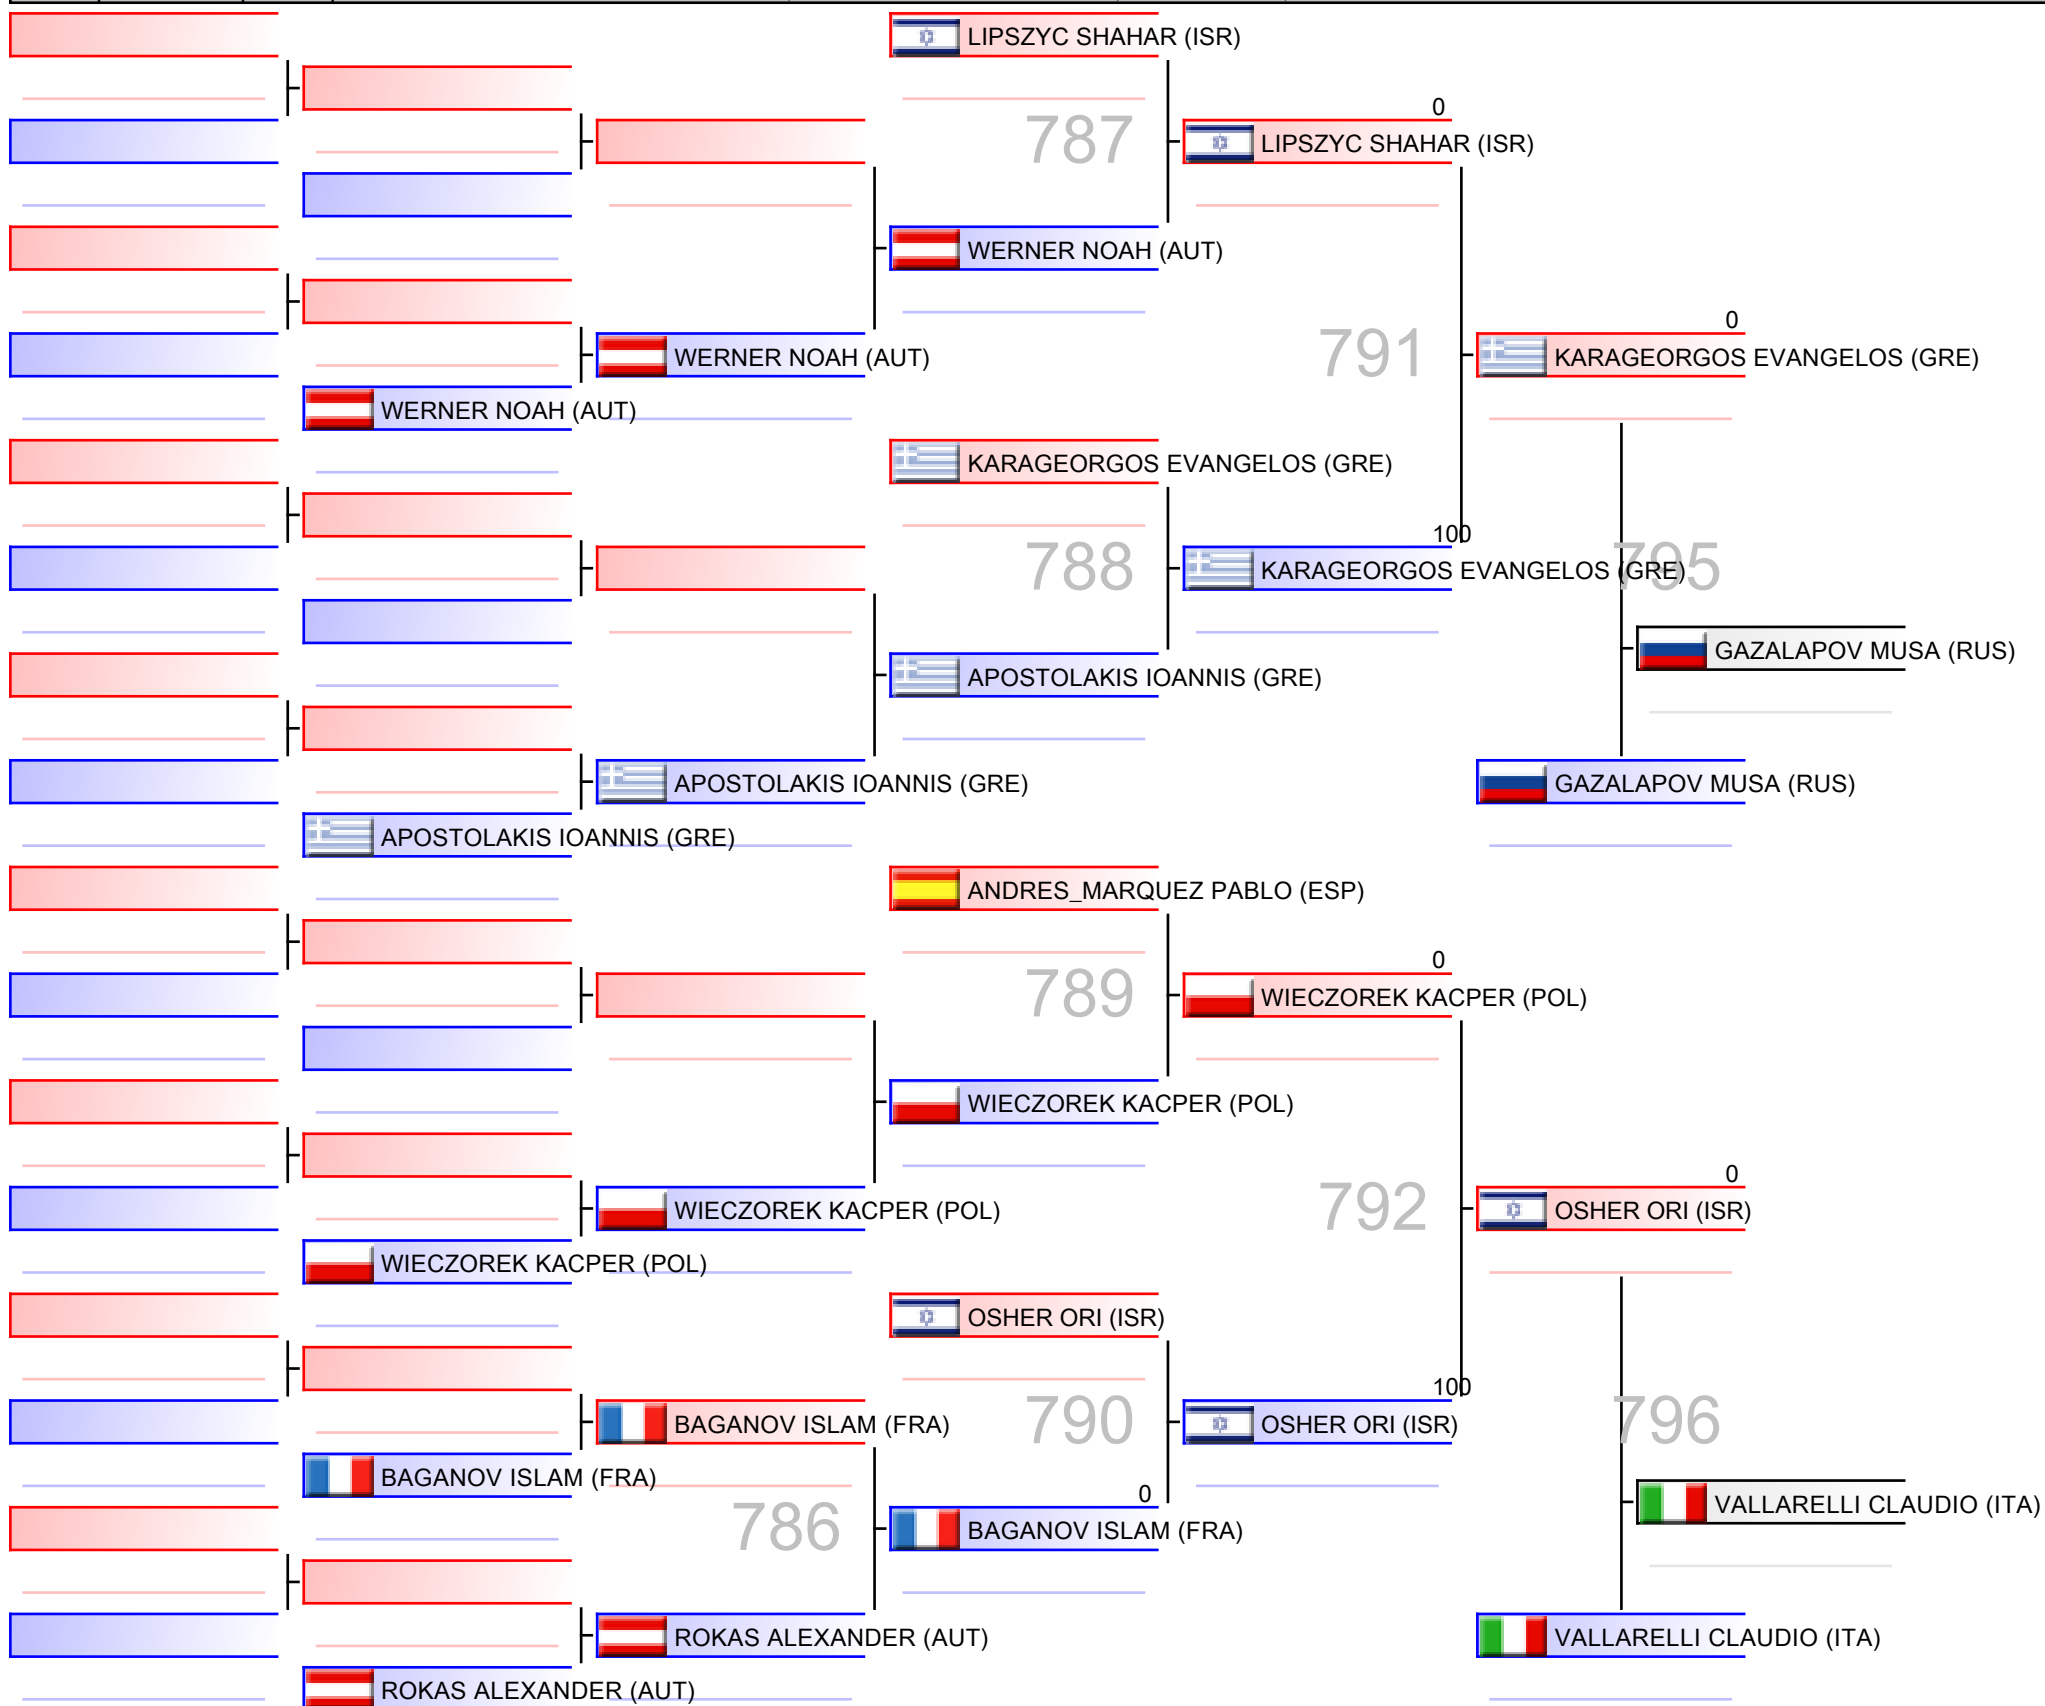 LIPSZYC SHAHAR (ISR)
0
787
LIPSZYC SHAHAR (ISR)
WERNER NOAH (AUT)
0
791
WERNER NOAH (AUT)
KARAGEORGOS EVANGELOS (GRE)
WERNER NOAH (AUT)
KARAGEORGOS EVANGELOS (GRE)
100
788
KARAGEORGOS EVANGELOS (GRE)
795
GAZALAPOV MUSA (RUS)
APOSTOLAKIS IOANNIS (GRE)
APOSTOLAKIS IOANNIS (GRE)
GAZALAPOV MUSA (RUS)
APOSTOLAKIS IOANNIS (GRE)
ANDRES_MARQUEZ PABLO (ESP)
0
789
WIECZOREK KACPER (POL)
WIECZOREK KACPER (POL)
0
792
WIECZOREK KACPER (POL)
OSHER ORI (ISR)
WIECZOREK KACPER (POL)
OSHER ORI (ISR)
100
BAGANOV ISLAM (FRA)
790
OSHER ORI (ISR)
796
BAGANOV ISLAM (FRA)
0
786
BAGANOV ISLAM (FRA)
VALLARELLI CLAUDIO (ITA)
ROKAS ALEXANDER (AUT)
VALLARELLI CLAUDIO (ITA)
ROKAS ALEXANDER (AUT)